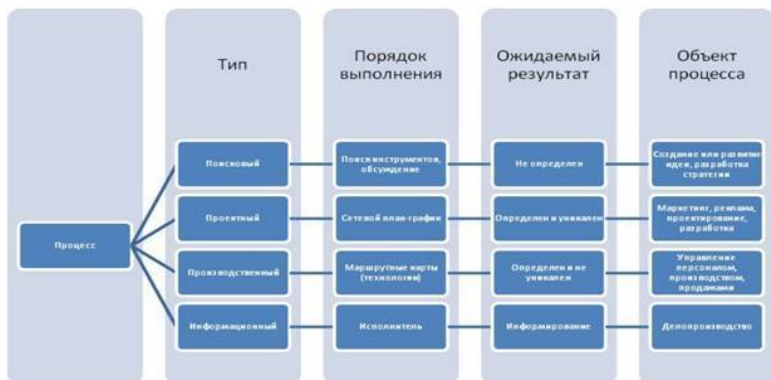 Тип
Порядок
выполнения
Ожидаемый
результат
Объект
процесса
Процесс
Поисковый
Поиск инструментов,
обсуждение
Не определен
Создание или развитие
идеи, разработка
стратегии
Проектный
Сетевой план-график
Определен и уникален
Маркетинг, реклама,
проектирование,
разработка
Производственный
Маршрутные карты
(технологии)
Определен и не
уникален
Управление
персоналом,
производством,
продажами
Информационный
Исполнитель
Информирование
Делопроизводство